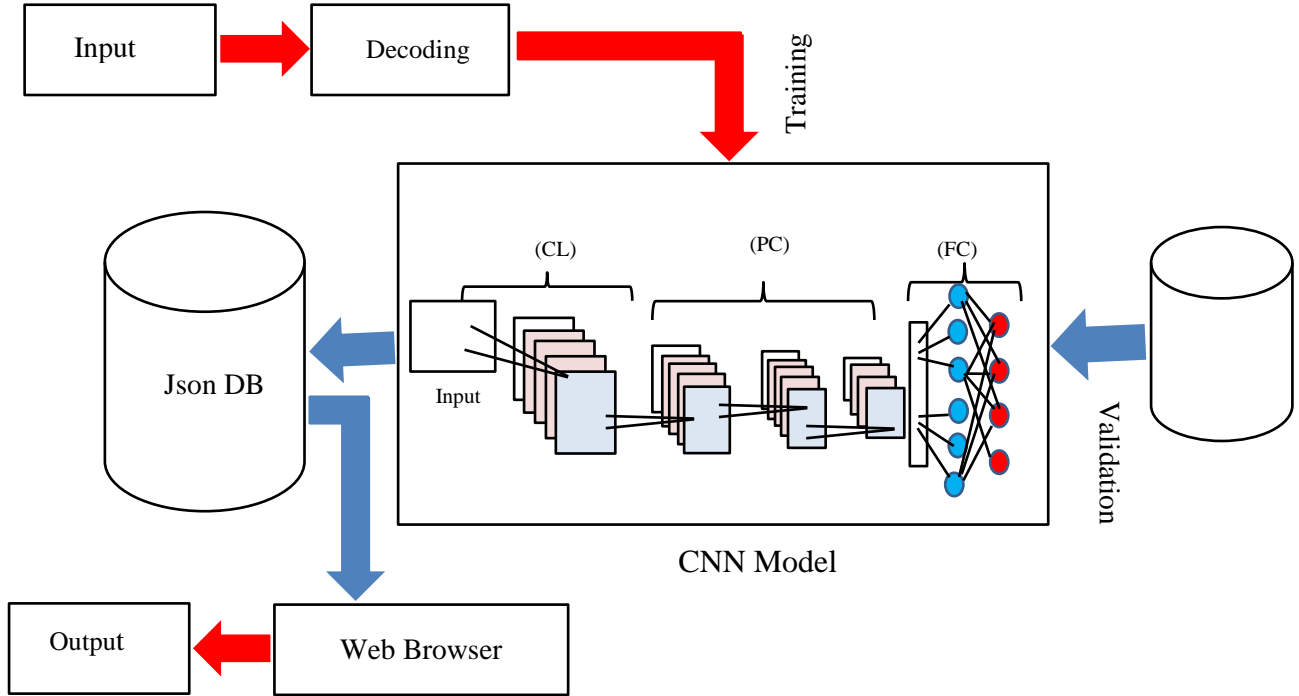 Input
Decoding
Training
(CL)
(PC)
(FC)
Input
Json DB
Validation
CNN Model
Output
Web Browser